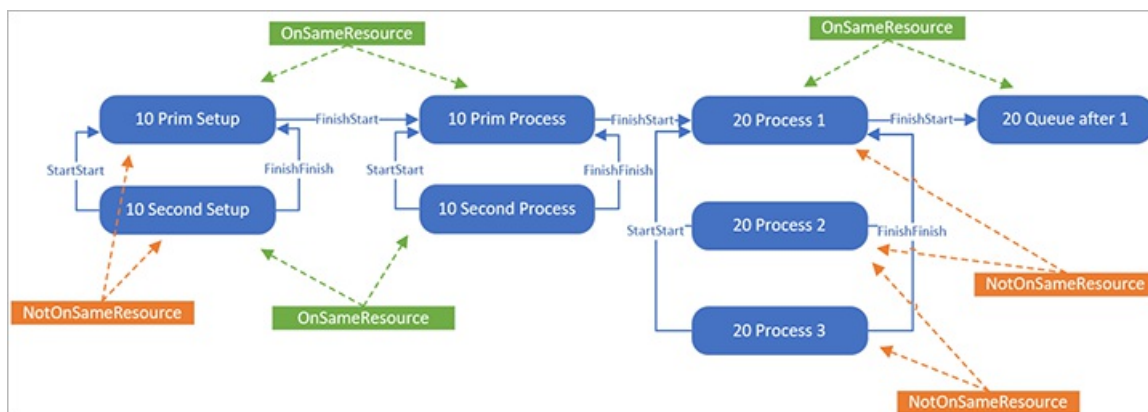 OnSameResource
OnSameResource
10 Prim Setup
FinishStart
10 Prim Process
FinishStart
20 Process 1
FinishStart
20 Queue after 1
StartStart
FinishFinish
StartStart
FinishFinish
10 Second Setup
10 Second Process
20 Process 2
StartStart
FinishFinish
NotOnSameResource
OnSameResource
NotOnSameResource
20 Process 3
NotOnSameResource